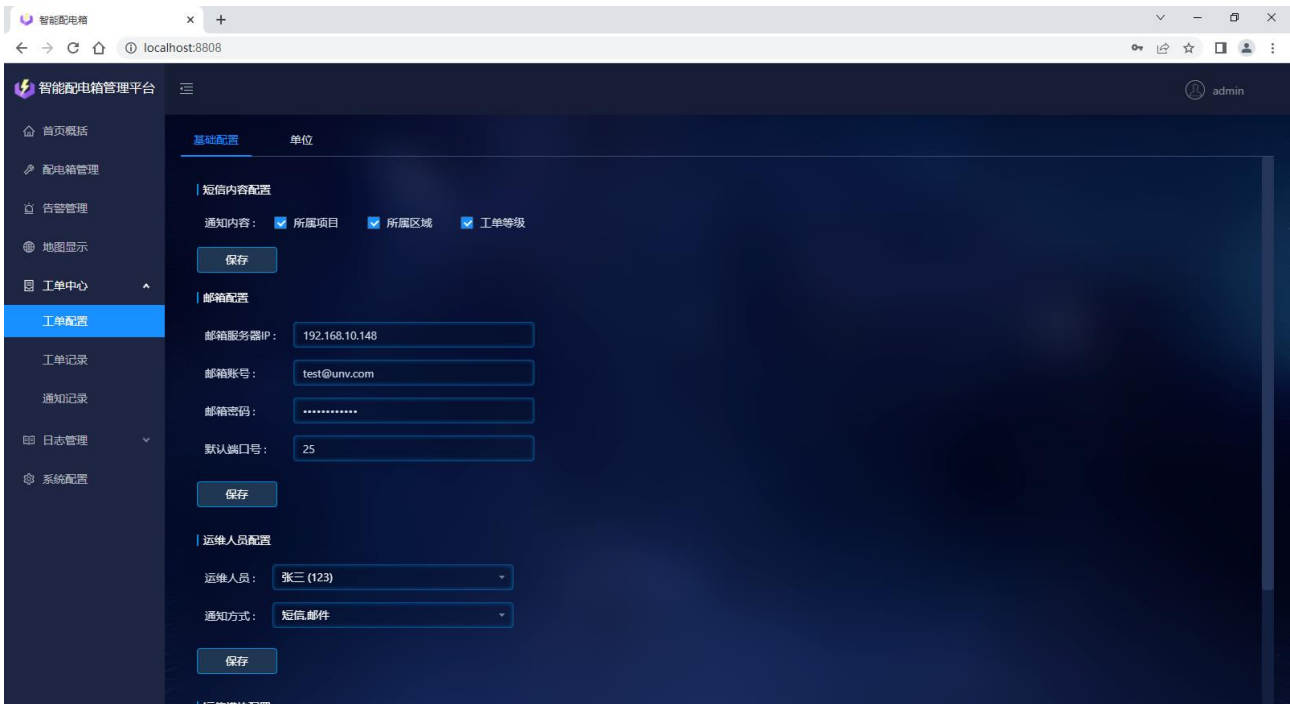 智能配电箱
localhost:8808
智能配电箱管理平台
admin
首页概括
配电箱管理
告警管理
地图显示
工单中心
工单配置
工单记录
通知记录
日志管理
系统配置
基础配置 单位
短信内容配置
通知内容： 所属项目 所属区域 工单等级
保存
邮箱配置
邮箱服务器IP： 192.168.10.148
邮箱账号： test@unv.com
邮箱密码： ••••••••••••
默认端口号： 25
保存
运维人员配置
运维人员： 张三 (123)
通知方式： 短信,邮件
保存